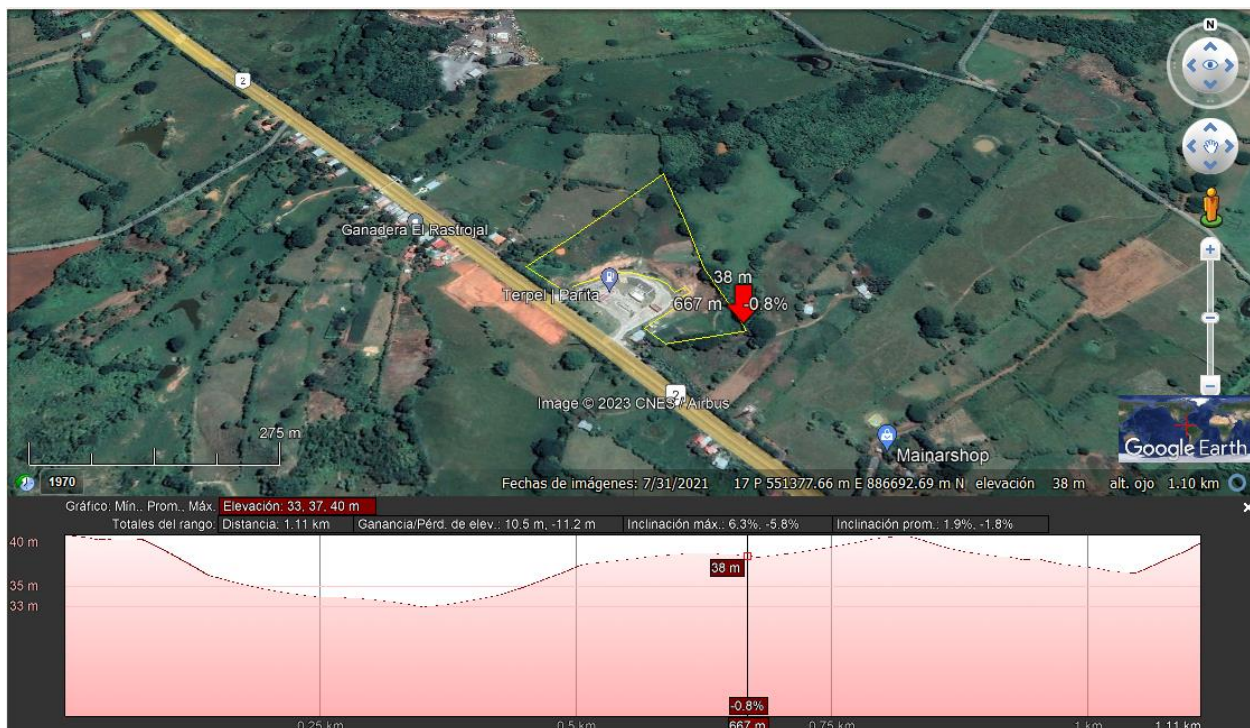 N
2
Ganadera El Rastrojal
Terpel | Parita
38 m
667 m -0.8%
2
Image © 2023 CNES / Airbus
275 m
Mainarshop
Google Earth
1970
Fechas de imágenes: 7/31/2021 17 P 551377.66 m E 886692.69 m N elevación 38 m alt. ojo 1.10 km
Gráfico: Mín., Prom., Máx. Elevación: 33, 37, 40 m
Totales del rango: Distancia: 1.11 km Ganancia/Pérd. de elev.: 10.5 m, -11.2 m Inclinación máx.: 6.3%, -5.8% Inclinación prom.: 1.9%, -1.8%
40 m
38 m
35 m
33 m
-0.8%
0.25 km 0.5 km 667 m 0.75 km 1 km 1.11 km